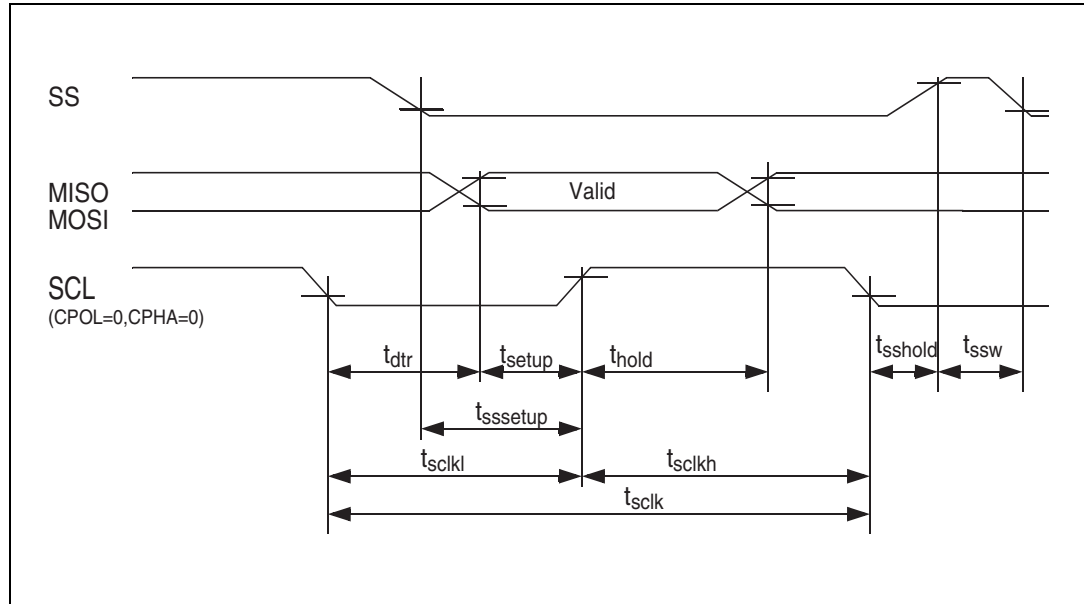 SS
MISO
MOSI
Valid
SCL
(CPOL=0,CPHA=0)
tdtr
tsetup
thold
tsshold
tssw
tsssetup
tsclkl
tsclkh
tsclk